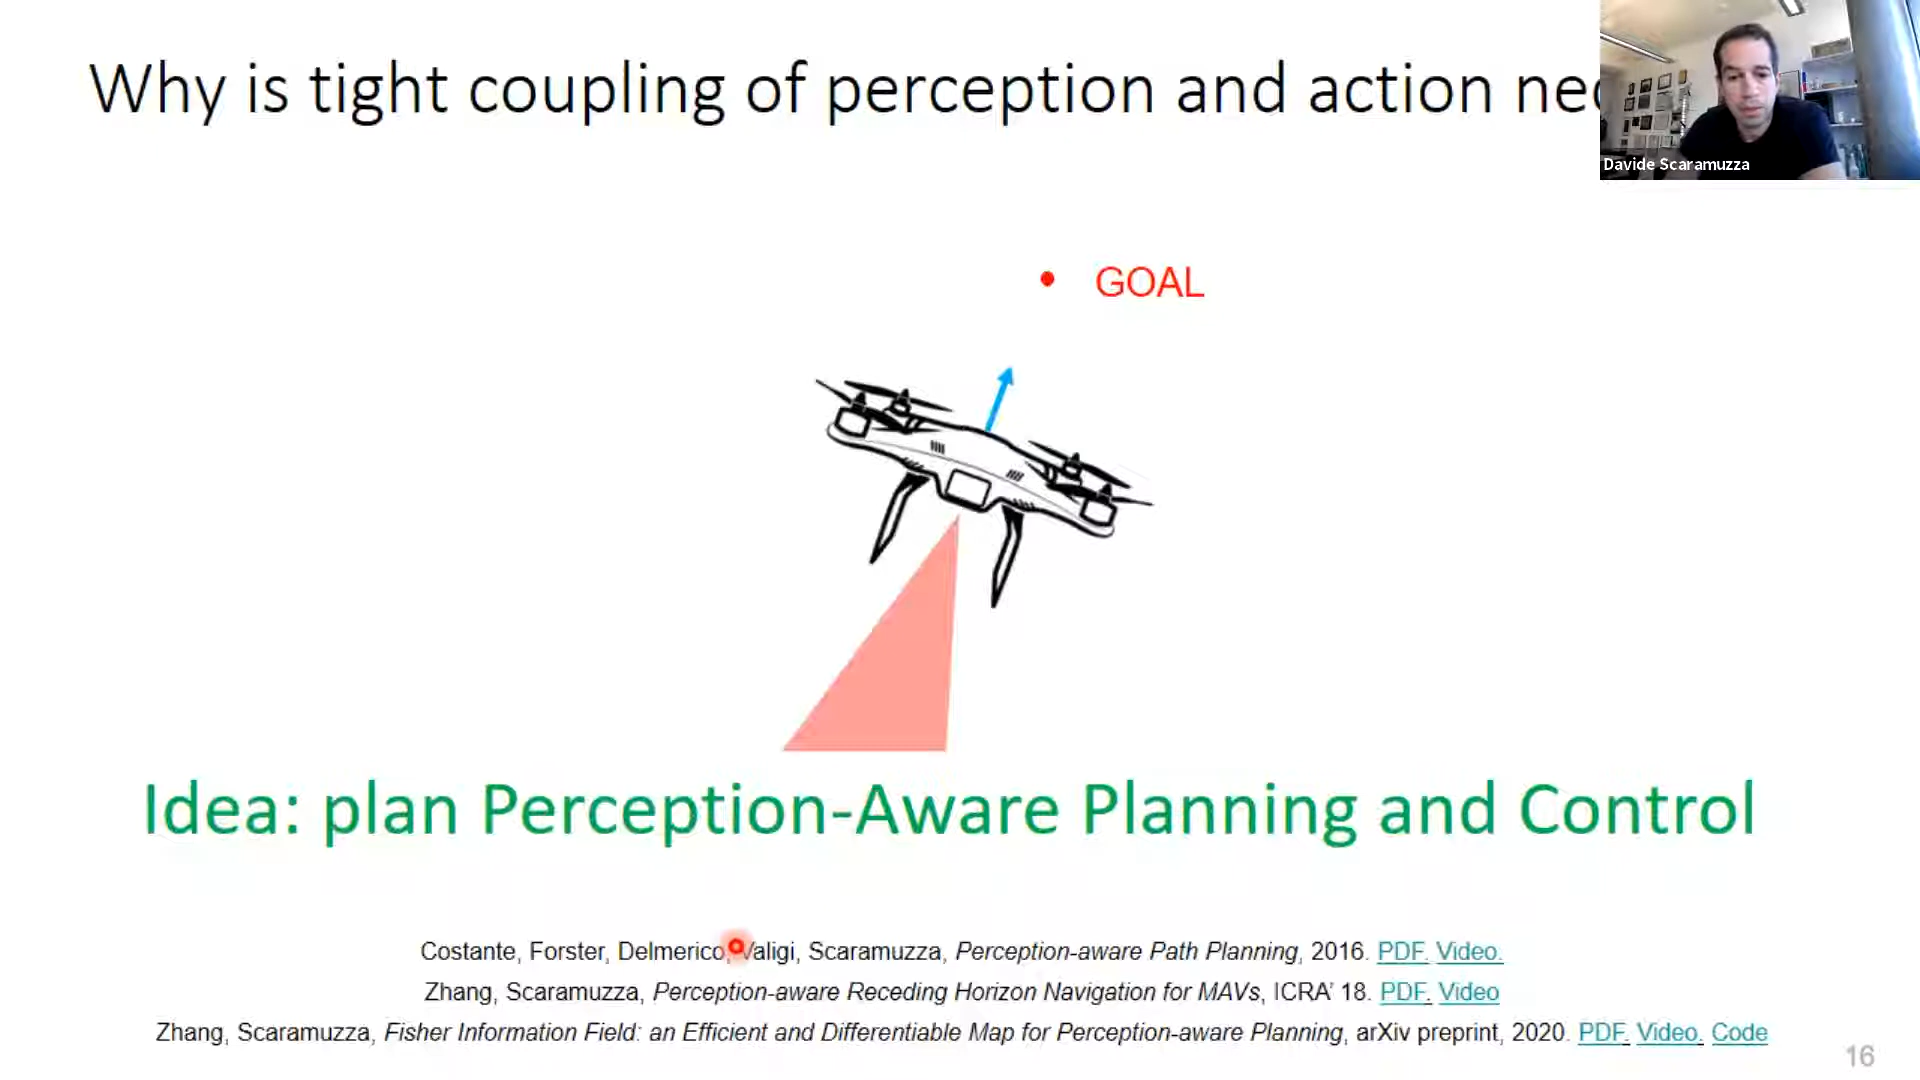 Why is tight coupling of perception and action
Davide Scaramuzza
• GOAL
Idea: plan Perception-Aware Planning and Control
Costante, Forster, Delmerico, Valigi, Scaramuzza, Perception-aware Path Planning, 2016. PDF. Video.
Zhang, Scaramuzza, Perception-aware Receding Horizon Navigation for MAVs, ICRA' 18. PDF. Video
Zhang, Scaramuzza, Fisher Information Field: an Efficient and Differentiable Map for Perception-aware Planning, arXiv preprint, 2020. PDF. Video. Code
16